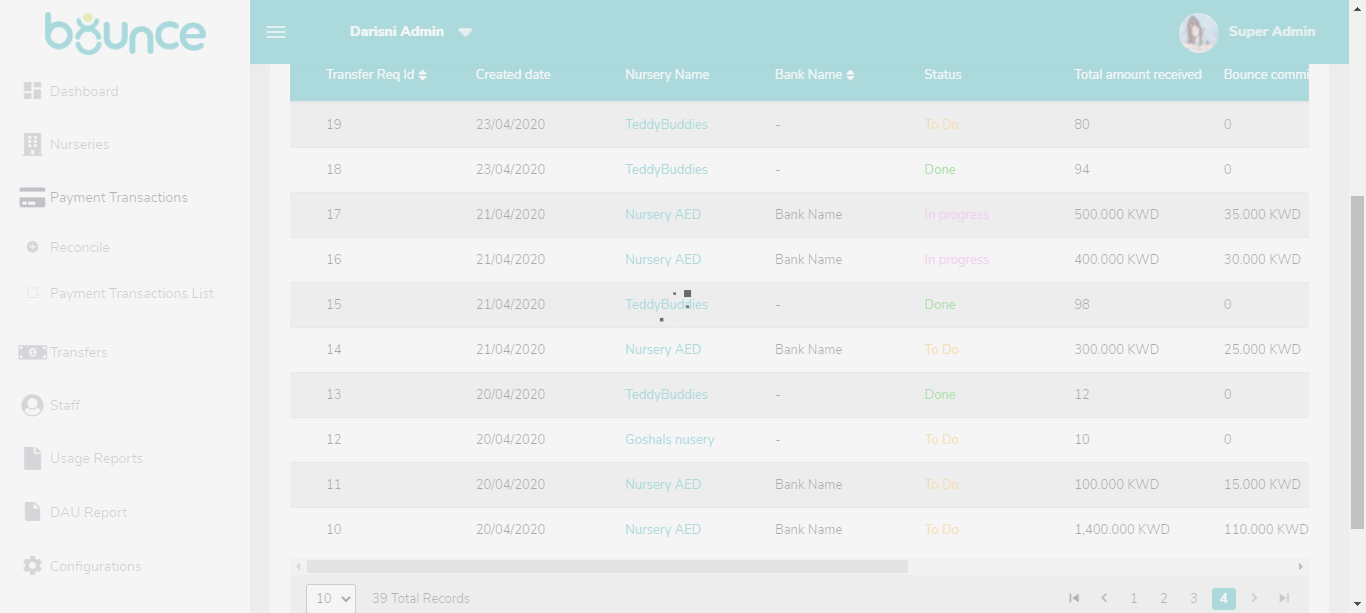 bounce
Darisni Admin
Super Admin
Dashboard
Nurseries
Payment Transactions
Reconcile
Payment Transactions List
Transfers
Staff
Usage Reports
DAU Report
Configurations
Transfer Req Id Created date Nursery Name Bank Name Status Total amount received Bounce commi
19 23/04/2020 TeddyBuddies - To Do 80 0
18 23/04/2020 TeddyBuddies - Done 94 0
17 21/04/2020 Nursery AED Bank Name In progress 500.000 KWD 35.000 KWD
16 21/04/2020 Nursery AED Bank Name In progress 400.000 KWD 30.000 KWD
15 21/04/2020 TeddyBuddies - Done 98 0
14 21/04/2020 Nursery AED Bank Name To Do 300.000 KWD 25.000 KWD
13 20/04/2020 TeddyBuddies - Done 12 0
12 20/04/2020 Goshals nusery - To Do 10 0
11 20/04/2020 Nursery AED Bank Name To Do 100.000 KWD 15.000 KWD
10 20/04/2020 Nursery AED Bank Name To Do 1,400.000 KWD 110.000 KWD
10 39 Total Records 1 2 3 4